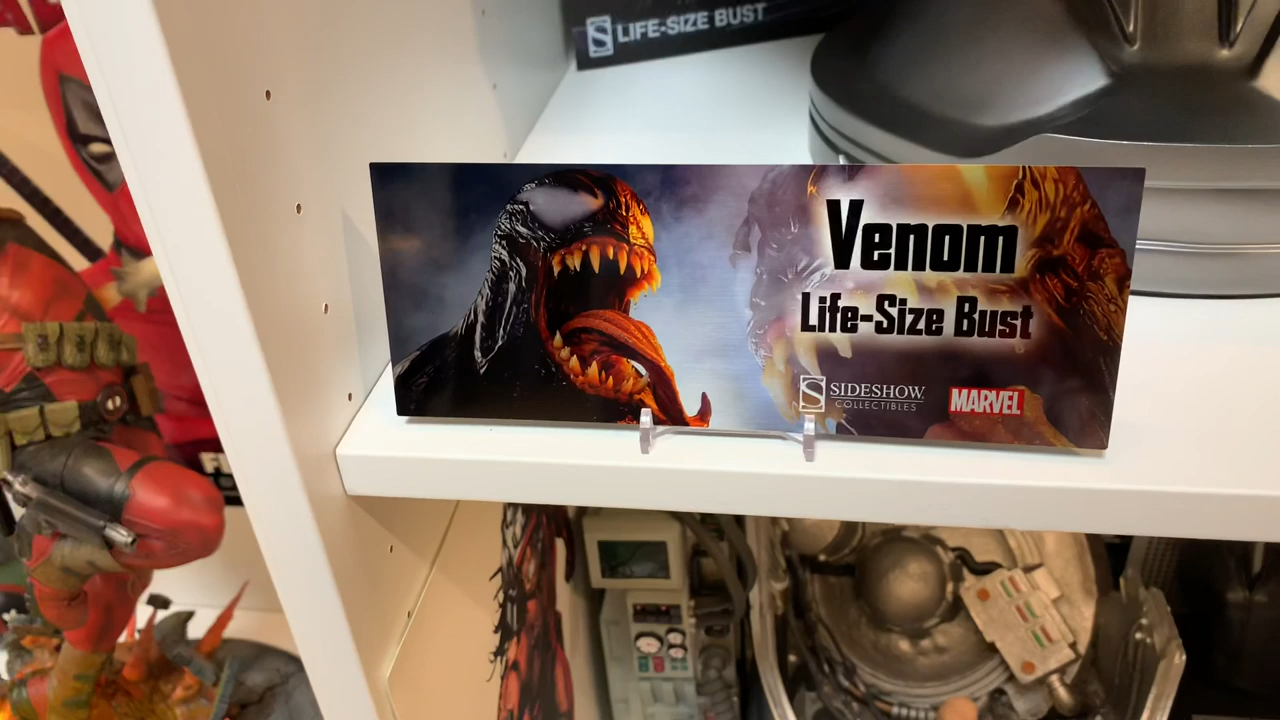 LIFE-SIZE BUST
Venom
Life-Size Bust
SIDESHOW
COLLECTIBLES
MARVEL